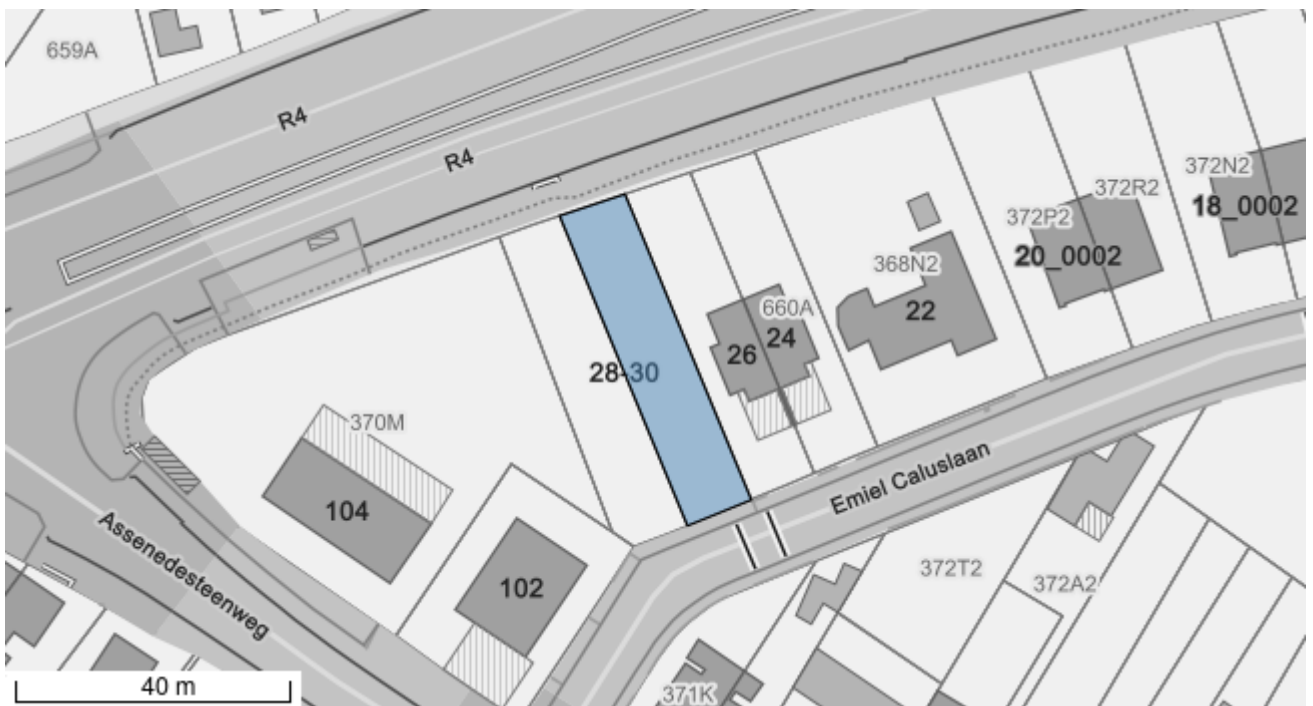 659A
R4
R4
372N2
372R2
18_0002
372P2
20_0002
368N2
660A
22
24
26
28-30
370M
104
Emiel Caluslaan
102
Assenedesteenweg
372T2
372A2
371K
40 m